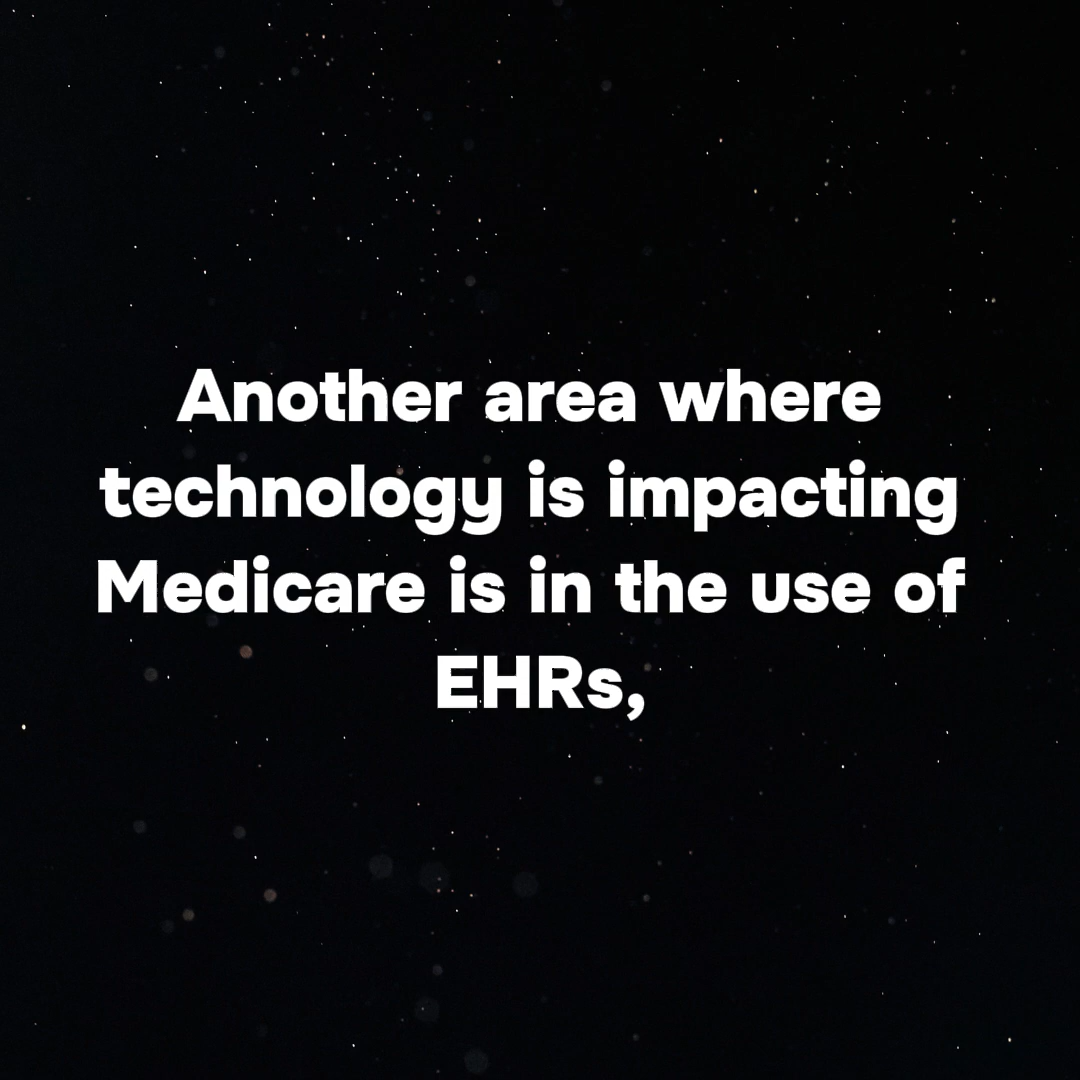 Another area where
technology is impacting
Medicare is in the use of
EHRs,